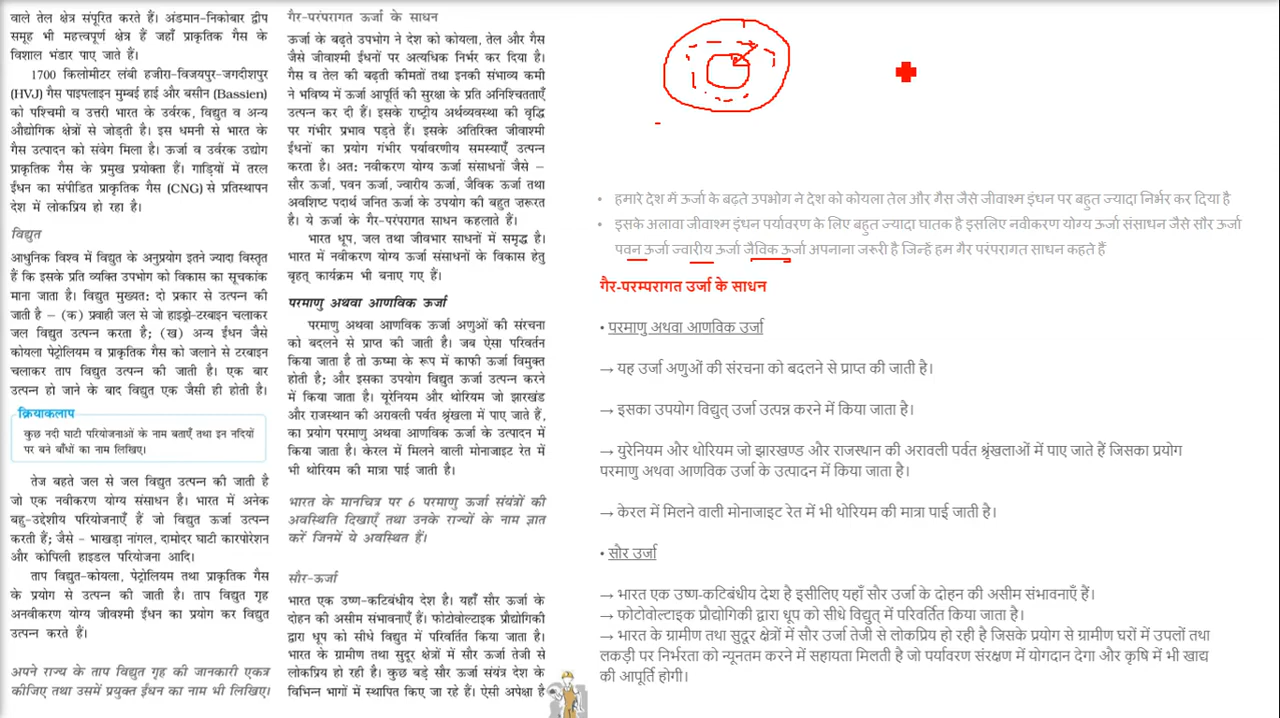 वाले तेल क्षेत्र संपूरित करते हैं। अंडमान-निकोबार द्वीप
समूह भी महत्त्वपूर्ण क्षेत्र हैं जहाँ प्राकृतिक गैस के
विशाल भंडार पाए जाते हैं।
1700 किलोमीटर लंबी हजीरा-विजयपुर-जगदीशपुर
(HVJ) गैस पाइपलाइन मुम्बई हाई और बसीन (Bassien)
को पश्चिमी व उत्तरी भारत के उर्वरक, विद्युत व अन्य
औद्योगिक क्षेत्रों से जोड़ती है। इस धमनी से भारत के
गैस उत्पादन को संवेग मिला है। ऊर्जा व उर्वरक उद्योग
प्राकृतिक गैस के प्रमुख प्रयोक्ता हैं। गाड़ियों में तरल
ईंधन का संपीडित प्राकृतिक गैस (CNG) से प्रतिस्थापन
देश में लोकप्रिय हो रहा है।
विद्युत
आधुनिक विश्व में विद्युत के अनुप्रयोग इतने ज्यादा विस्तृत
हैं कि इसके प्रति व्यक्ति उपभोग को विकास का सूचकांक
माना जाता है। विद्युत मुख्यत: दो प्रकार से उत्पन्न की
जाती है – (क) प्रवाही जल से जो हाइड्रो-टरबाइन चलाकर
जल विद्युत उत्पन्न करता है; (ख) अन्य ईंधन जैसे
कोयला पेट्रोलियम व प्राकृतिक गैस को जलाने से टरबाइन
चलाकर ताप विद्युत उत्पन्न की जाती है। एक बार
उत्पन्न हो जाने के बाद विद्युत एक जैसी ही होती है।
क्रियाकलाप
कुछ नदी घाटी परियोजनाओं के नाम बताएँ तथा इन नदियों
पर बने बाँधों का नाम लिखिए।
तेज बहते जल से जल विद्युत उत्पन्न की जाती है
जो एक नवीकरण योग्य संसाधन है। भारत में अनेक
बहु-उद्देशीय परियोजनाएँ हैं जो विद्युत ऊर्जा उत्पन्न
करती हैं; जैसे – भाखड़ा नांगल, दामोदर घाटी कारपोरेशन
और कोपिली हाइडल परियोजना आदि।
ताप विद्युत-कोयला, पेट्रोलियम तथा प्राकृतिक गैस
के प्रयोग से उत्पन्न की जाती है। ताप विद्युत गृह
अनवीकरण योग्य जीवश्मी ईंधन का प्रयोग कर विद्युत
उत्पन्न करते हैं।
अपने राज्य के ताप विद्युत गृह की जानकारी एकत्र
कीजिए तथा उसमें प्रयुक्त ईंधन का नाम भी लिखिए।
गैर-परंपरागत ऊर्जा के साधन
ऊर्जा के बढ़ते उपभोग ने देश को कोयला, तेल और गैस
जैसे जीवाश्मी ईंधनों पर अत्यधिक निर्भर कर दिया है।
गैस व तेल की बढ़ती कीमतों तथा इनकी संभाव्य कमी
ने भविष्य में ऊर्जा आपूर्ति की सुरक्षा के प्रति अनिश्चितताएँ
उत्पन्न कर दी हैं। इसके राष्ट्रीय अर्थव्यवस्था की वृद्धि
पर गंभीर प्रभाव पड़ते हैं। इसके अतिरिक्त जीवाश्मी
ईंधनों का प्रयोग गंभीर पर्यावरणीय समस्याएँ उत्पन्न
करता है। अत: नवीकरण योग्य ऊर्जा संसाधनों जैसे –
सौर ऊर्जा, पवन ऊर्जा, ज्वारीय ऊर्जा, जैविक ऊर्जा तथा
अवशिष्ट पदार्थ जनित ऊर्जा के उपयोग की बहुत ज़रूरत
है। ये ऊर्जा के गैर-परंपरागत साधन कहलाते हैं।
भारत धूप, जल तथा जीवभार साधनों में समृद्ध है।
भारत में नवीकरण योग्य ऊर्जा संसाधनों के विकास हेतु
वृहत् कार्यक्रम भी बनाए गए हैं।
परमाणु अथवा आणविक ऊर्जा
परमाणु अथवा आणविक ऊर्जा अणुओं की संरचना
को बदलने से प्राप्त की जाती है। जब ऐसा परिवर्तन
किया जाता है तो ऊष्मा के रूप में काफी ऊर्जा विमुक्त
होती है; और इसका उपयोग विद्युत ऊर्जा उत्पन्न करने
में किया जाता है। यूरेनियम और थोरियम जो झारखंड
और राजस्थान की अरावली पर्वत श्रृंखला में पाए जाते हैं,
का प्रयोग परमाणु अथवा आणविक ऊर्जा के उत्पादन में
किया जाता है। केरल में मिलने वाली मोनाजाइट रेत में
भी थोरियम की मात्रा पाई जाती है।
भारत के मानचित्र पर 6 परमाणु ऊर्जा संयंत्रों की
अवस्थिति दिखाएँ तथा उनके राज्यों के नाम ज्ञात
करें जिनमें ये अवस्थित हैं।
सौर-ऊर्जा
भारत एक उष्ण-कटिबंधीय देश है। यहाँ सौर ऊर्जा के
दोहन की असीम संभावनाएँ हैं। फोटोवोल्टाइक प्रौद्योगिकी
द्वारा धूप को सीधे विद्युत में परिवर्तित किया जाता है।
भारत के ग्रामीण तथा सुदूर क्षेत्रों में सौर ऊर्जा तेजी से
लोकप्रिय हो रही है। कुछ बड़े सौर ऊर्जा संयंत्र देश के
विभिन्न भागों में स्थापित किए जा रहे हैं। ऐसी अपेक्षा है
• हमारे देश में ऊर्जा के बढ़ते उपभोग ने देश को कोयला तेल और गैस जैसे जीवाश्म इंधन पर बहुत ज्यादा निर्भर कर दिया है
• इसके अलावा जीवाश्म इंधन पर्यावरण के लिए बहुत ज्यादा घातक है इसलिए नवीकरण योग्य ऊर्जा संसाधन जैसे सौर ऊर्जा
पवन ऊर्जा ज्वारीय ऊर्जा जैविक ऊर्जा अपनाना जरूरी है जिन्हें हम गैर परंपरागत साधन कहते हैं
गैर-परम्परागत उर्जा के साधन
• परमाणु अथवा आणविक उर्जा
→ यह उर्जा अणुओं की संरचना को बदलने से प्राप्त की जाती है।
→ इसका उपयोग विद्युत् उर्जा उत्पन्न करने में किया जाता है।
→ युरेनियम और थोरियम जो झारखण्ड और राजस्थान की अरावली पर्वत श्रृंखलाओं में पाए जाते हैं जिसका प्रयोग
परमाणु अथवा आणविक उर्जा के उत्पादन में किया जाता है।
→ केरल में मिलने वाली मोनाजाइट रेत में भी थोरियम की मात्रा पाई जाती है।
• सौर उर्जा
→ भारत एक उष्ण-कटिबंधीय देश है इसीलिए यहाँ सौर उर्जा के दोहन की असीम संभावनाएँ हैं।
→ फोटोवोल्टाइक प्रौद्योगिकी द्वारा धूप को सीधे विद्युत् में परिवर्तित किया जाता है।
→ भारत के ग्रामीण तथा सुदूर क्षेत्रों में सौर उर्जा तेजी से लोकप्रिय हो रही है जिसके प्रयोग से ग्रामीण घरों में उपलों तथा
लकड़ी पर निर्भरता को न्यूनतम करने में सहायता मिलती है जो पर्यावरण संरक्षण में योगदान देगा और कृषि में भी खाद्य
की आपूर्ति होगी।